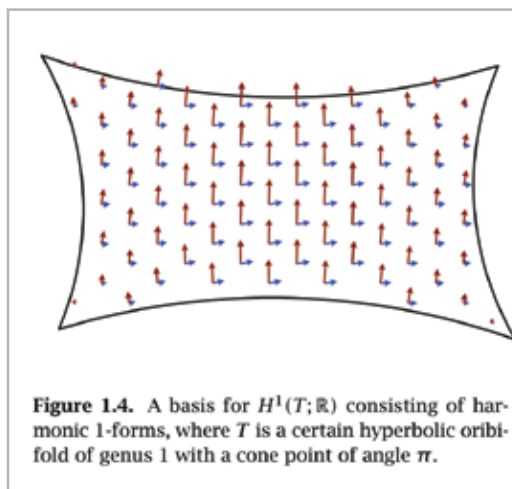 Figure 1.4. A basis for H¹(T; ℝ) consisting of har-
monic 1-forms, where T is a certain hyperbolic oribi-
fold of genus 1 with a cone point of angle π.